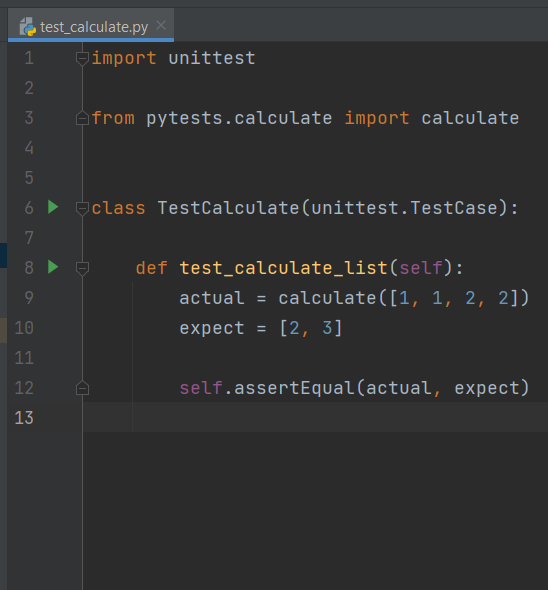 test_calculate.py
1 import unittest
2
3 from pytests.calculate import calculate
4
5
6 class TestCalculate(unittest.TestCase):
7
8     def test_calculate_list(self):
9         actual = calculate([1, 1, 2, 2])
10         expect = [2, 3]
11
12         self.assertEqual(actual, expect)
13